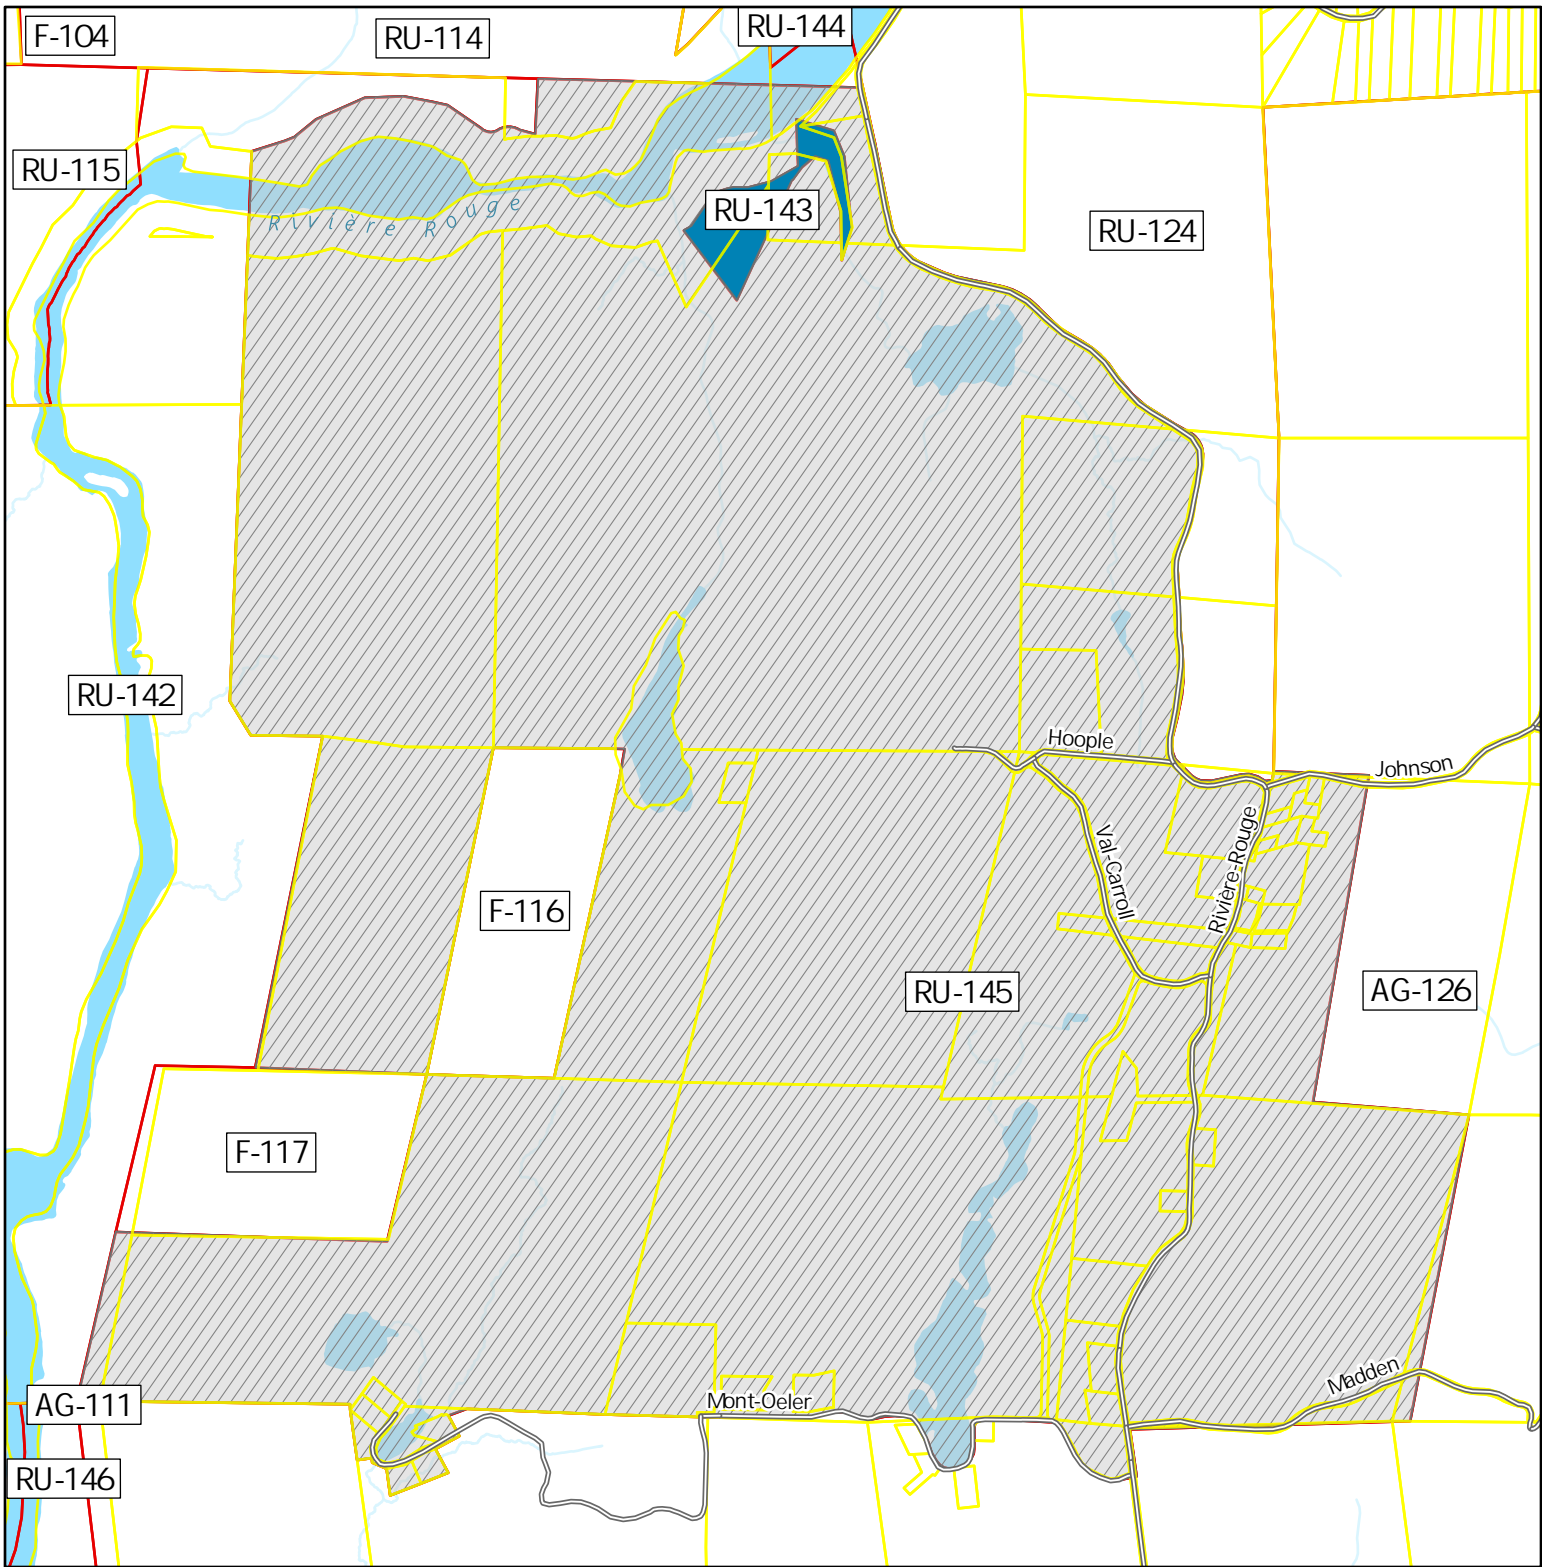 F-104
RU-114
RU-144
RU-115
Rivière Rouge
RU-143
RU-124
RU-142
Hoople
Johnson
Val-Carroll
Rivière-Rouge
F-116
RU-145
AG-126
F-117
Madden
AG-111
Mont-Oeler
RU-146